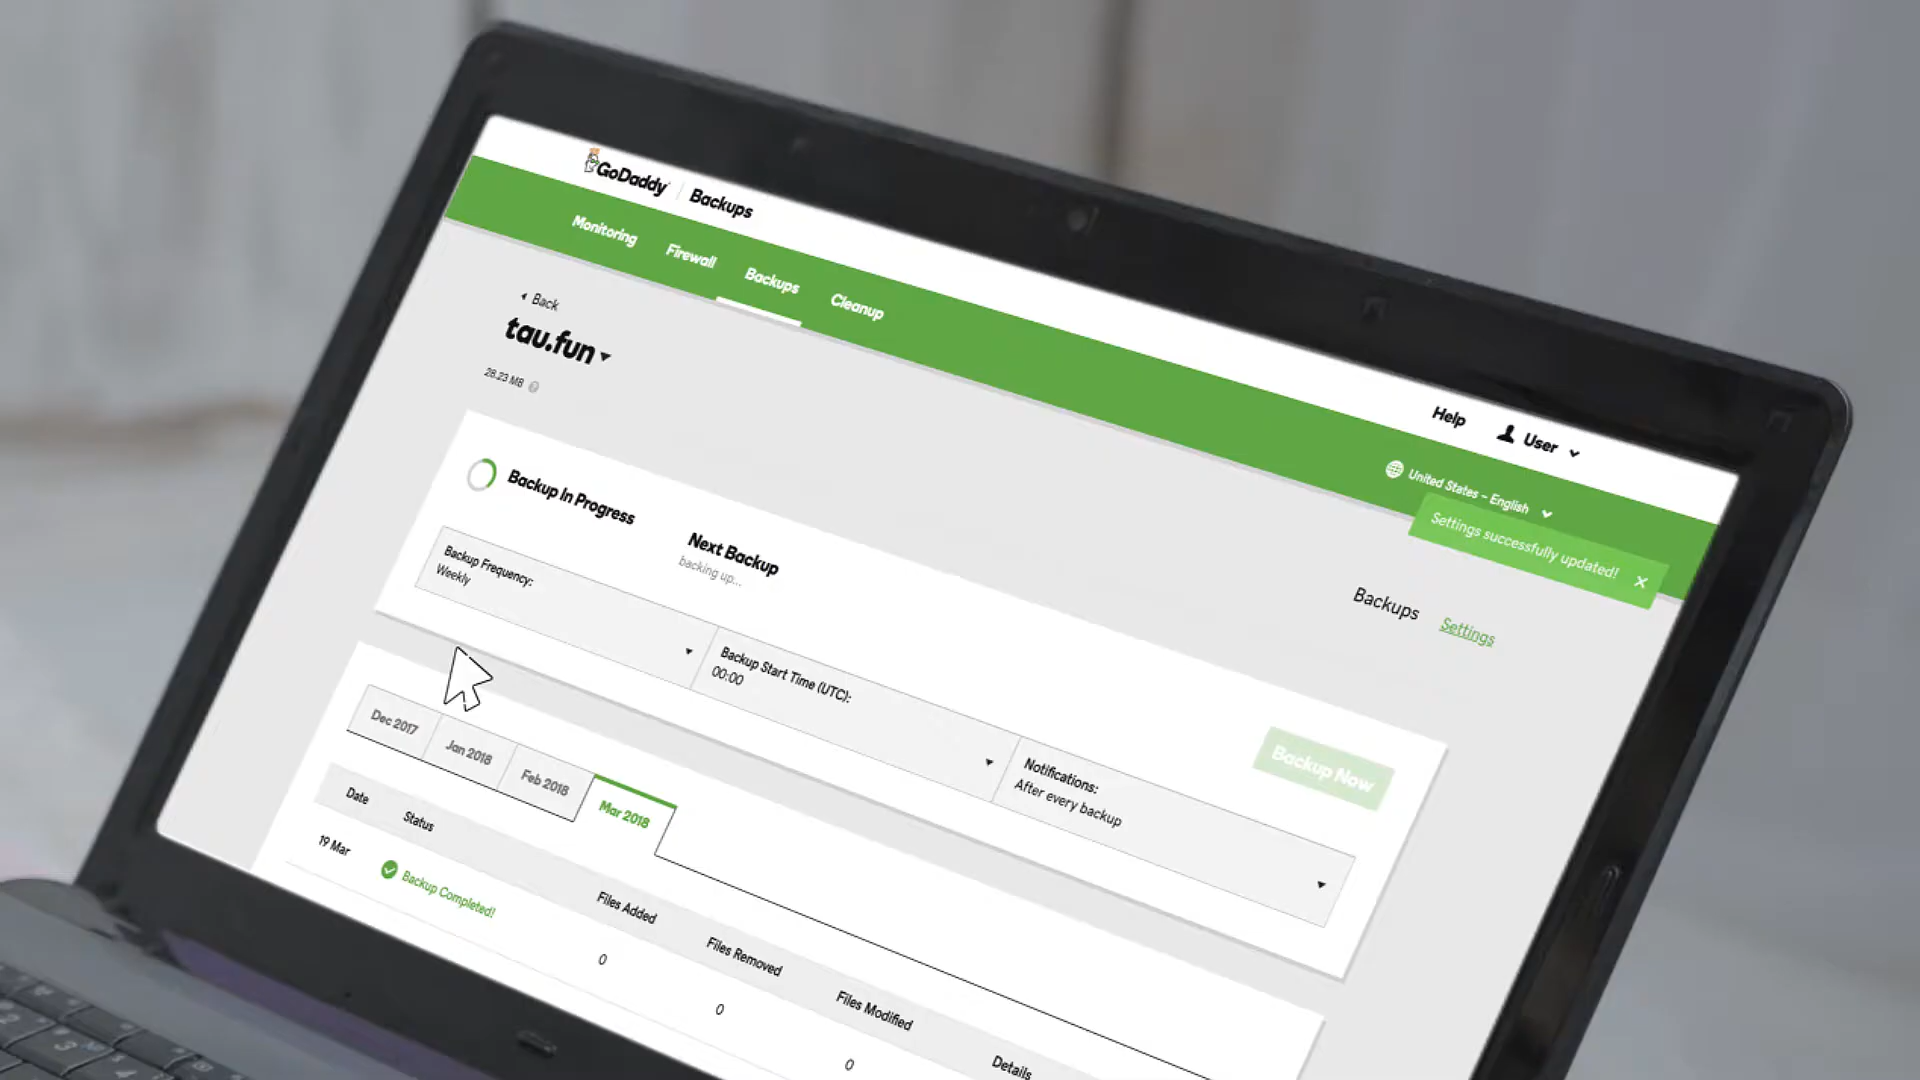 GoDaddy | Backups
Help
User
Monitoring
Firewall
Backups
Cleanup
United States - English
Settings successfully updated!
Back
tau.fun
28.23 MB
Backups
Settings
Backup In Progress
Next Backup
backing up...
Backup Now
Backup Frequency:
Weekly
Backup Start Time (UTC):
00:00
Notifications:
After every backup
Dec 2017
Jan 2018
Feb 2018
Mar 2018
Date
Status
Files Added
Files Removed
Files Modified
Details
19 Mar
Backup Completed!
0
0
0